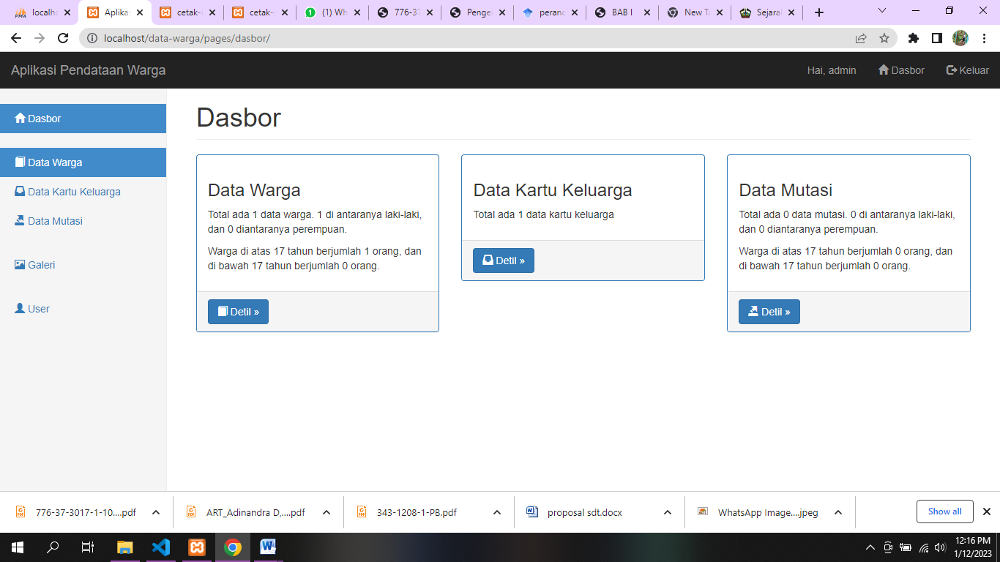 localho
Aplikas
cetak-
cetak-
(1) Wh
776-37
Penge
peranc
BAB I
New Ta
Sejarah
localhost/data-warga/pages/dasbor/
Aplikasi Pendataan Warga
Hai, admin
Dasbor
Keluar
Dasbor
Data Warga
Data Kartu Keluarga
Data Mutasi
Galeri
User
Dasbor
Data Warga
Total ada 1 data warga. 1 di antaranya laki-laki,
dan 0 diantaranya perempuan.
Warga di atas 17 tahun berjumlah 1 orang, dan
di bawah 17 tahun berjumlah 0 orang.
Detil »
Data Kartu Keluarga
Total ada 1 data kartu keluarga
Detil »
Data Mutasi
Total ada 0 data mutasi. 0 di antaranya laki-laki,
dan 0 diantaranya perempuan.
Warga di atas 17 tahun berjumlah 0 orang, dan
di bawah 17 tahun berjumlah 0 orang.
Detil »
776-37-3017-1-10....pdf
ART_Adinandra D,....pdf
343-1208-1-PB.pdf
proposal sdt.docx
WhatsApp Image....jpeg
Show all
12:16 PM
1/12/2023